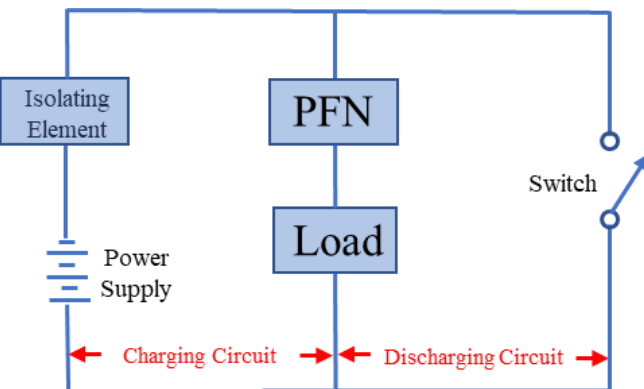 Isolating
Element
PFN
Switch
Load
Power
Supply
Charging Circuit
Discharging Circuit